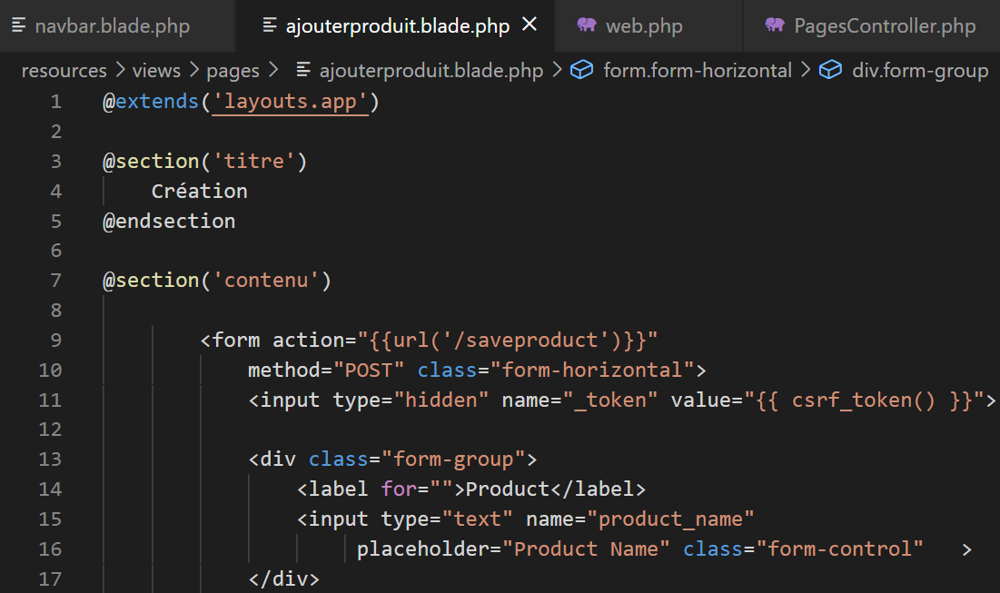 navbar.blade.php ajouterproduit.blade.php web.php PagesController.php
resources > views > pages > ajouterproduit.blade.php > form.form-horizontal > div.form-group
1 @extends('layouts.app')
2
3 @section('titre')
4 Création
5 @endsection
6
7 @section('contenu')
8
9 <form action="{{url('/saveproduct')}}"
10 method="POST" class="form-horizontal">
11 <input type="hidden" name="_token" value="{{ csrf_token() }}">
12
13 <div class="form-group">
14 <label for="">Product</label>
15 <input type="text" name="product_name"
16 placeholder="Product Name" class="form-control" >
17 </div>